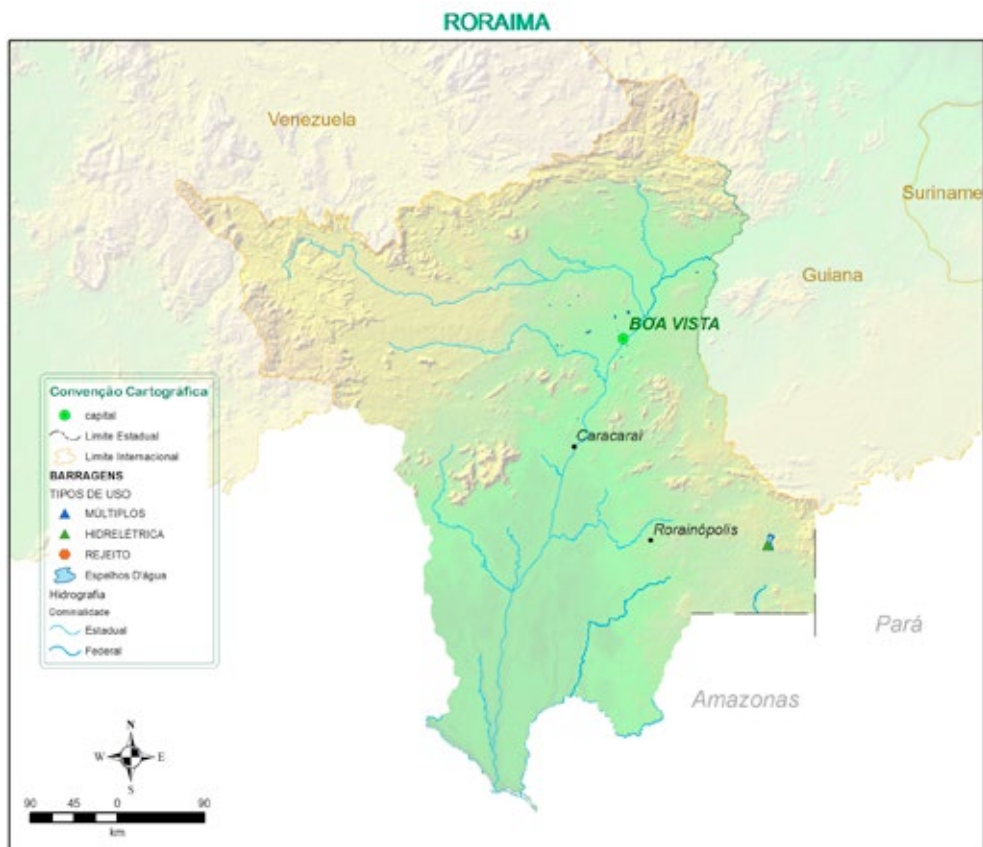 RORAIMA
Venezuela
Suriname
Guiana
BOA VISTA
Caracaraí
Rorainópolis
Pará
Amazonas
Convenção Cartográfica
capital
Limite Estadual
Limite Internacional
BARRAGENS
TIPOS DE USO
MÚLTIPLOS
HIDRELÉTRICA
REJEITO
Espelhos D'água
Hidrografia
Dominialidade
Estadual
Federal
N
W E
S
90 45 0 90
km